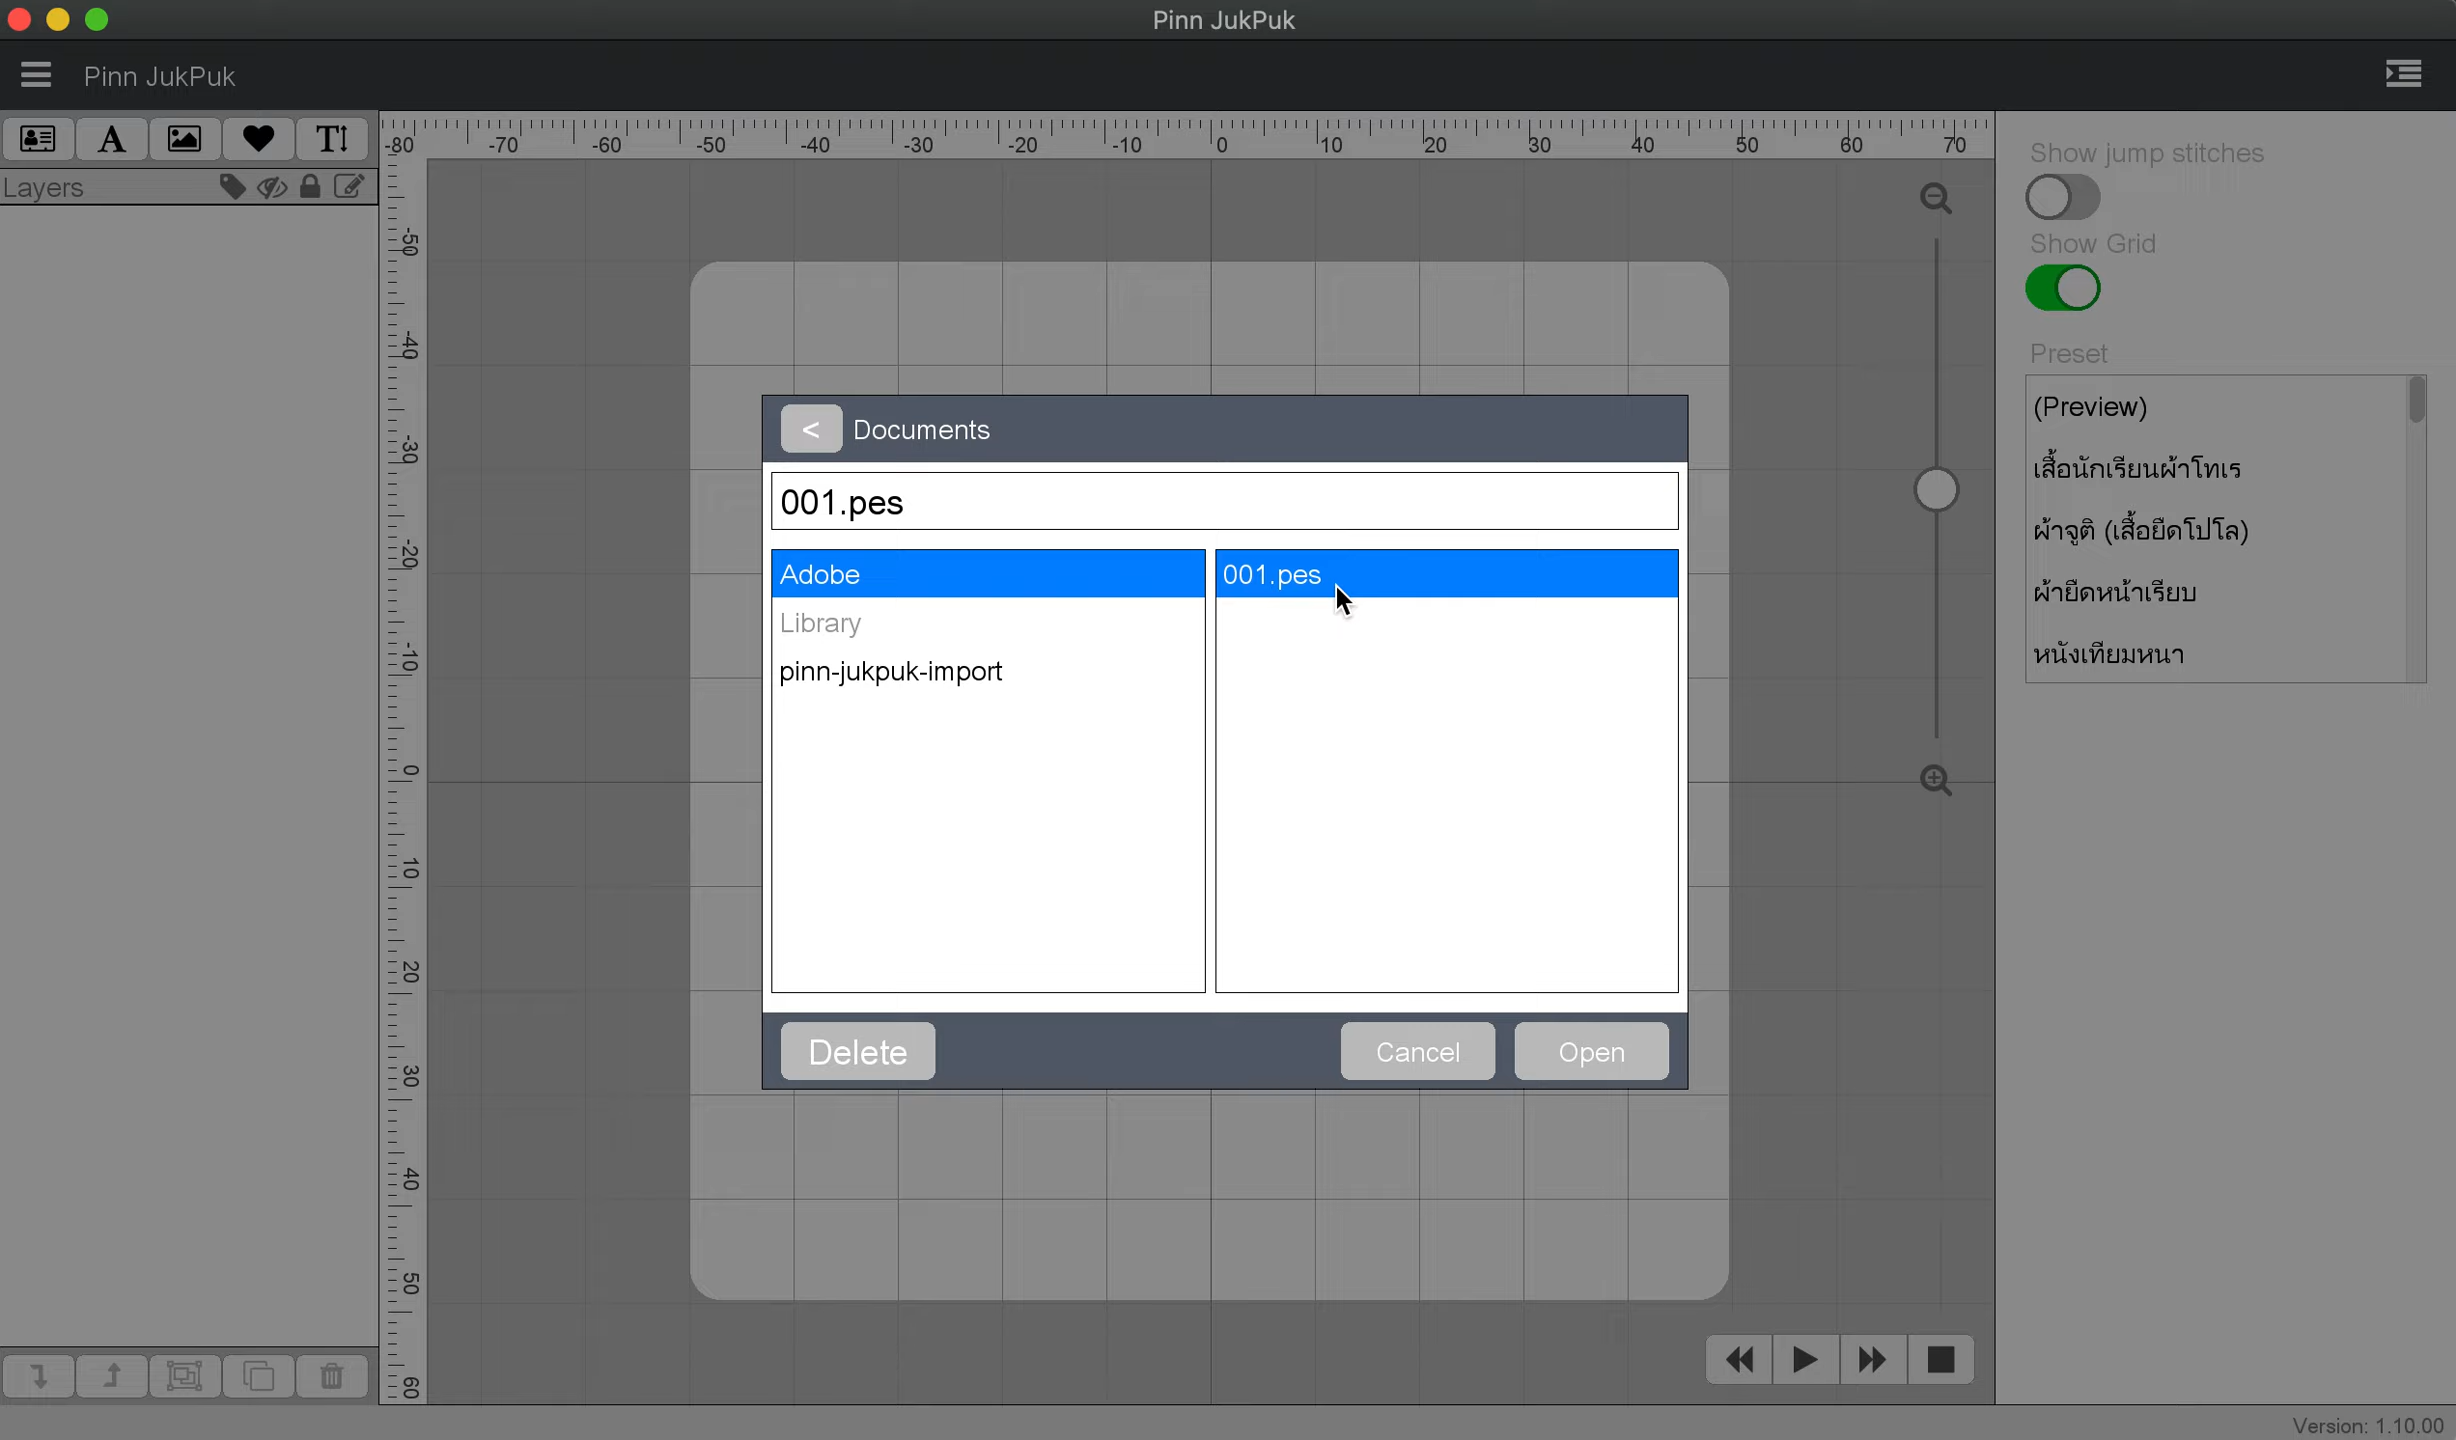 Pinn JukPuk
Pinn JukPuk
-80 -70 -60 -50 -40 -30 -20 -10 0 10 20 30 40 50 60 70
Layers
-50
-40
-30
-20
-10
0
10
20
30
40
50
60
Show jump stitches
Show Grid
Preset
(Preview)
เสื้อนักเรียนผ้าโทเร
ผ้าจูติ (เสื้อยืดโปโล)
ผ้ายืดหน้าเรียบ
หนังเทียมหนา
< Documents
001.pes
Adobe
Library
pinn-jukpuk-import
001.pes
Delete Cancel Open
Version: 1.10.00